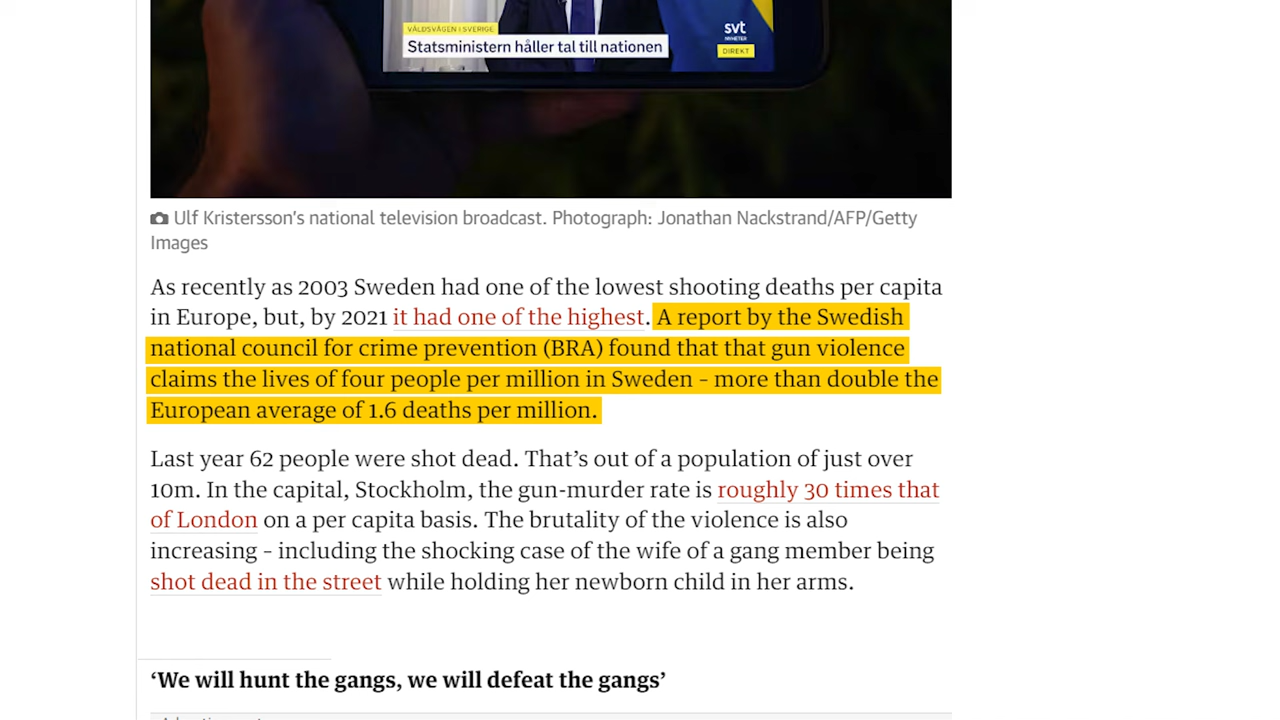 VÅLDSVÅGEN I SVERIGE
Statsministern håller tal till nationen
svt
NYHETER
DIREKT
Ulf Kristersson's national television broadcast. Photograph: Jonathan Nackstrand/AFP/Getty
Images
As recently as 2003 Sweden had one of the lowest shooting deaths per capita
in Europe, but, by 2021 it had one of the highest. A report by the Swedish
national council for crime prevention (BRA) found that that gun violence
claims the lives of four people per million in Sweden – more than double the
European average of 1.6 deaths per million.
Last year 62 people were shot dead. That's out of a population of just over
10m. In the capital, Stockholm, the gun-murder rate is roughly 30 times that
of London on a per capita basis. The brutality of the violence is also
increasing – including the shocking case of the wife of a gang member being
shot dead in the street while holding her newborn child in her arms.
‘We will hunt the gangs, we will defeat the gangs’